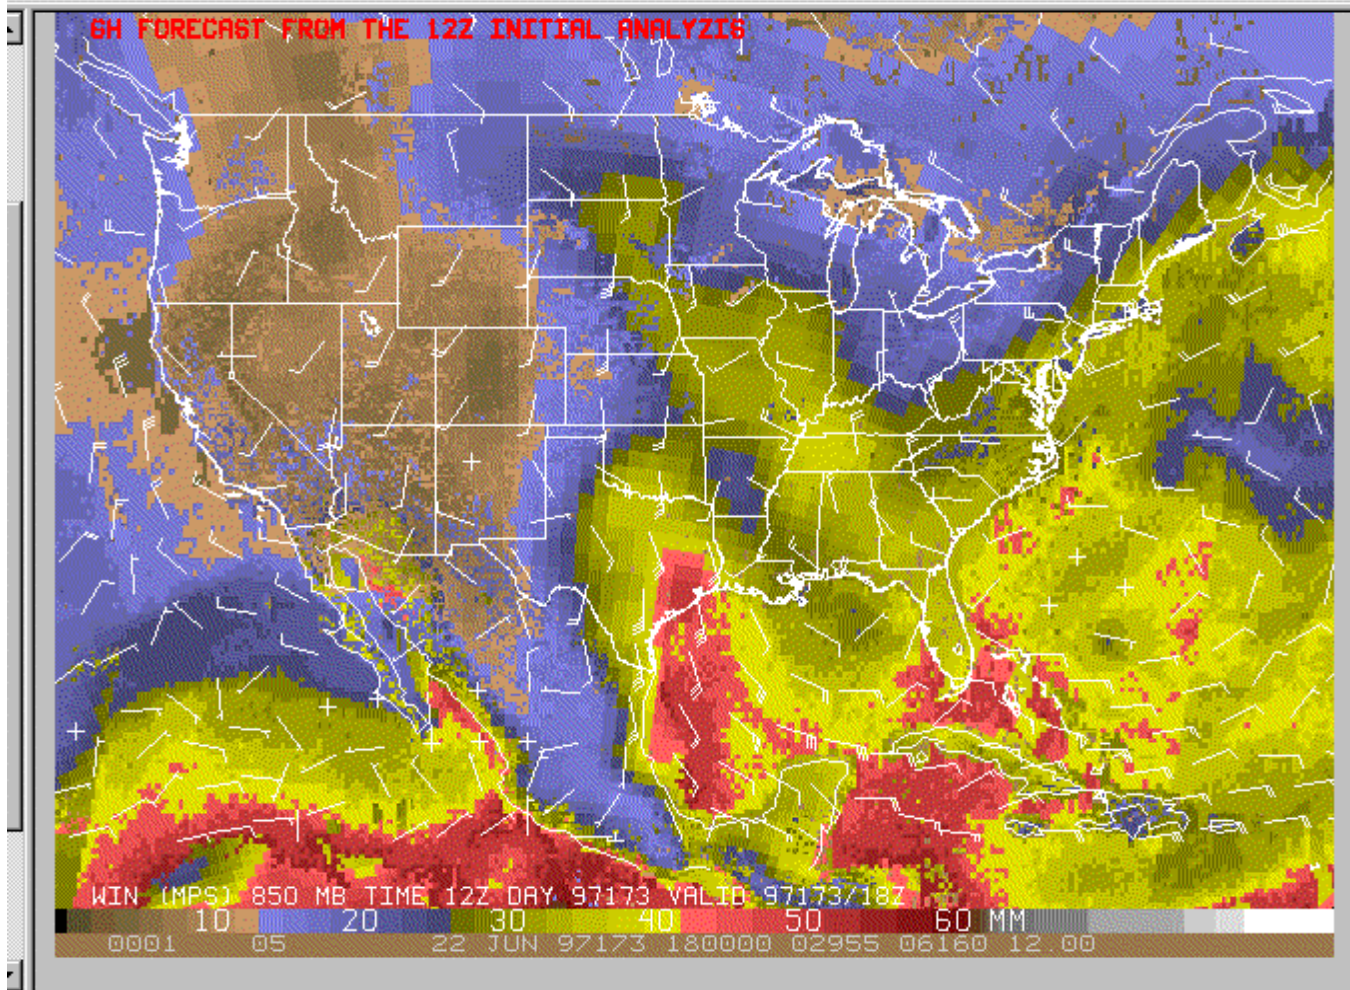 6H FORECAST FROM THE 12Z INITIAL ANALYZIS
WIN (MPS) 850 MB TIME 12Z DAY 97173 VALID 97173/18Z
10 20 30 40 50 60 MM
0001 05 22 JUN 97173 180000 02955 06160 12.00